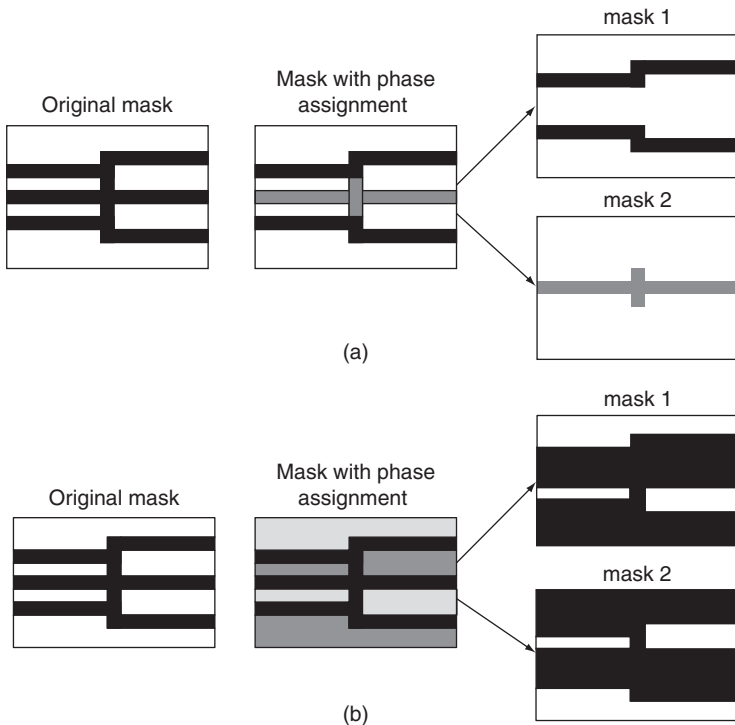 mask 1
Original mask
Mask with phase
assignment
mask 2
(a)
mask 1
Original mask
Mask with phase
assignment
mask 2
(b)